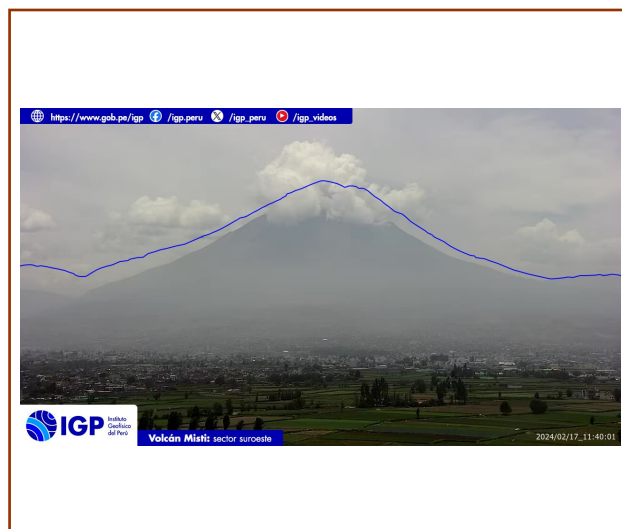 https://www.gob.pe/igp /igp.peru /igp_peru /igp_videos
IGP
Instituto
Geofísico
del Perú
Volcán Misti: sector suroeste
2024/02/17_11:40:01